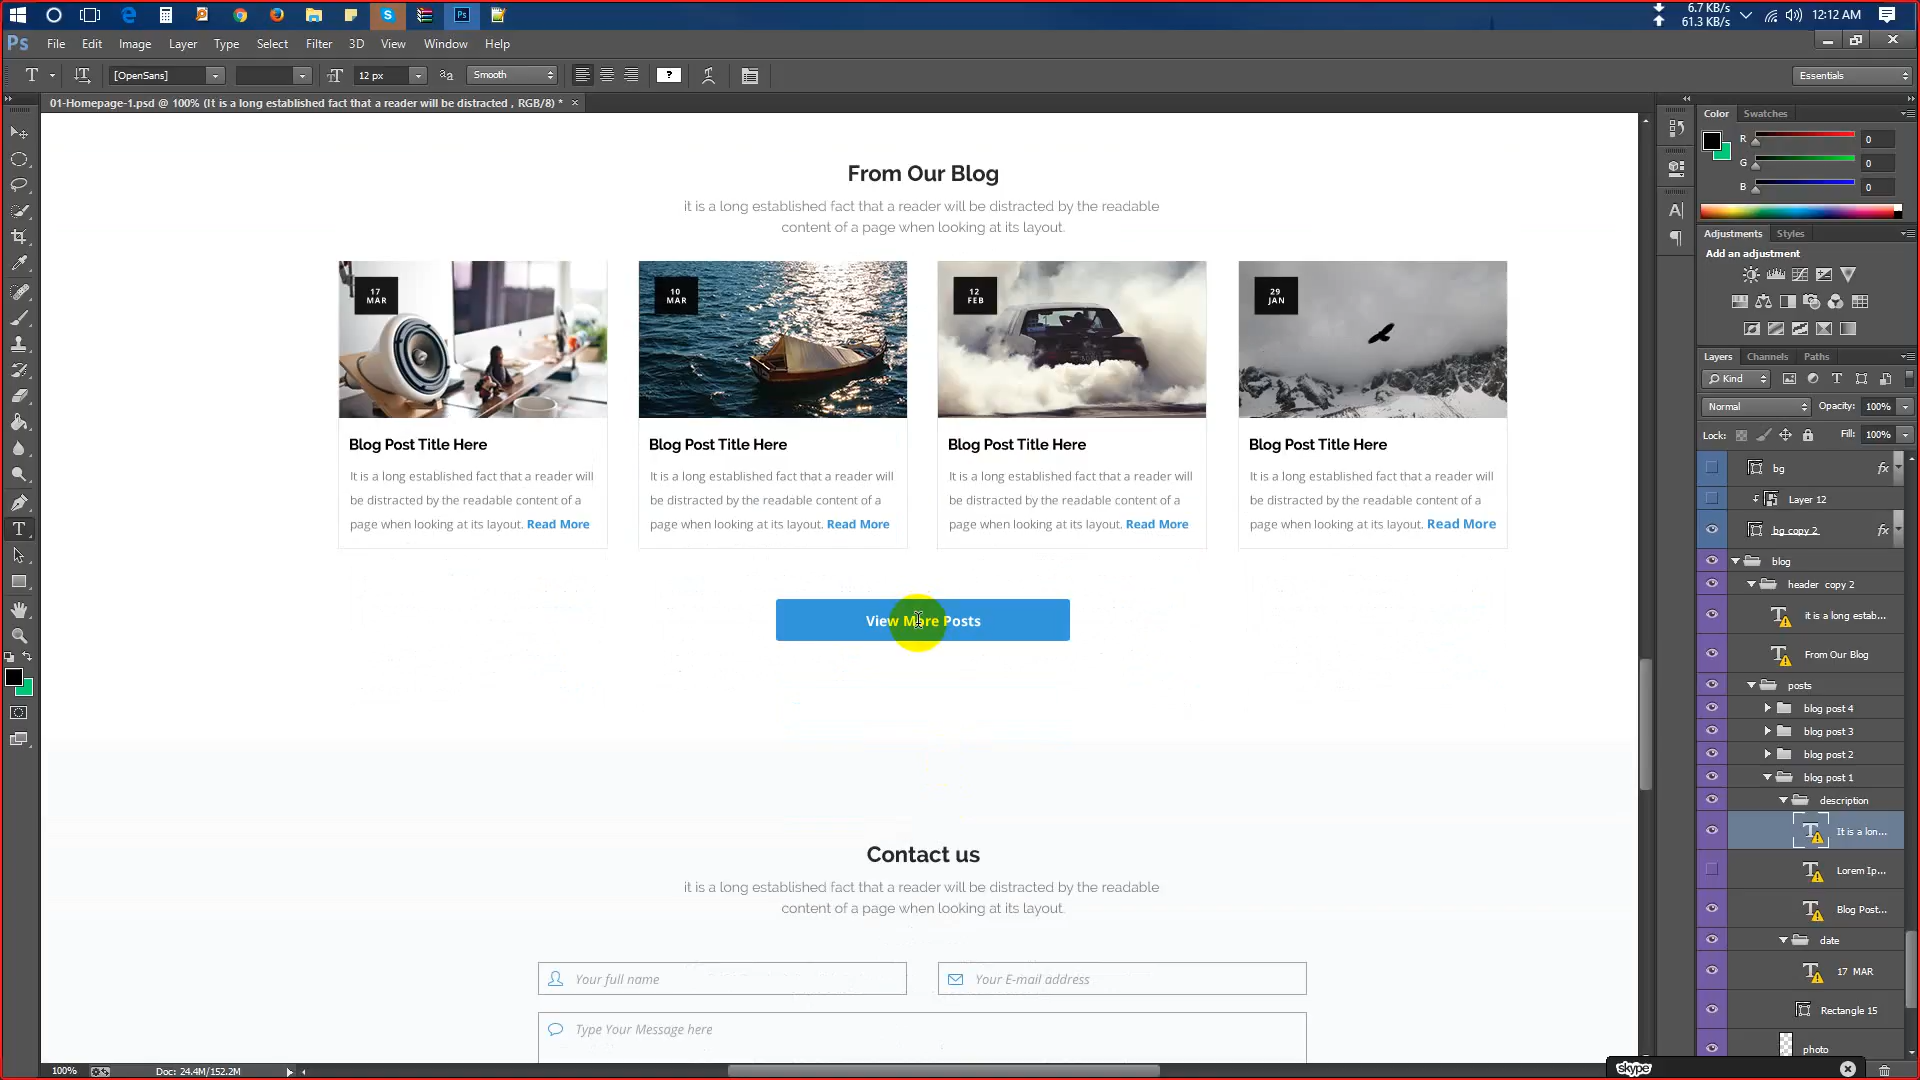 6.7 KB/s
61.3 KB/s
12:12 AM
Ps
File Edit Image Layer Type Select Filter 3D View Window Help
[OpenSans]
12 px
Smooth
Essentials
01-Homepage-1.psd @ 100% (It is a long established fact that a reader will be distracted , RGB/8) *
From Our Blog
it is a long established fact that a reader will be distracted by the readable
content of a page when looking at its layout.
17
MAR
10
MAR
12
FEB
29
JAN
Blog Post Title Here
It is a long established fact that a reader will
be distracted by the readable content of a
page when looking at its layout. Read More
Blog Post Title Here
It is a long established fact that a reader will
be distracted by the readable content of a
page when looking at its layout. Read More
Blog Post Title Here
It is a long established fact that a reader will
be distracted by the readable content of a
page when looking at its layout. Read More
Blog Post Title Here
It is a long established fact that a reader will
be distracted by the readable content of a
page when looking at its layout. Read More
View More Posts
Contact us
it is a long established fact that a reader will be distracted by the readable
content of a page when looking at its layout.
Your full name
Your E-mail address
Type Your Message here
Color Swatches
R 0
G 0
B 0
Adjustments Styles
Add an adjustment
Layers Channels Paths
Kind
Normal Opacity: 100%
Lock: Fill: 100%
bg fx
Layer 12
bg copy 2 fx
blog
header copy 2
it is a long estab...
From Our Blog
posts
blog post 4
blog post 3
blog post 2
blog post 1
description
It is a lon...
Lorem Ip...
Blog Post...
date
17 MAR
Rectangle 15
photo
100% Doc: 24.4M/152.2M
skype